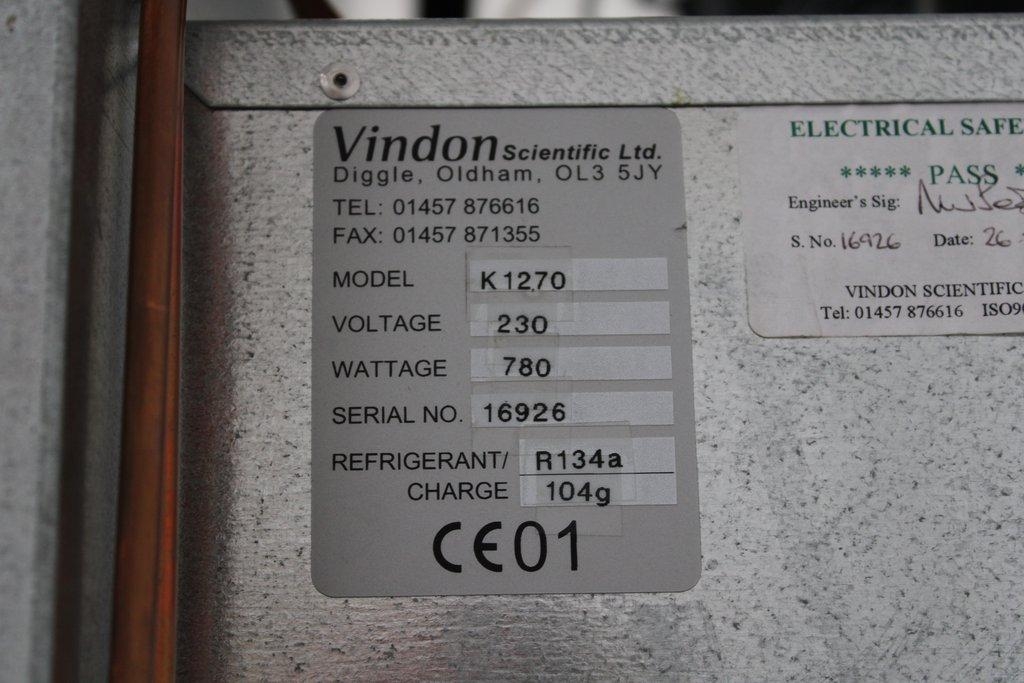 Vindon Scientific Ltd.
Diggle, Oldham, OL3 5JY
TEL: 01457 876616
FAX: 01457 871355
MODEL K1270
VOLTAGE 230
WATTAGE 780
SERIAL NO. 16926
REFRIGERANT/ R134a
CHARGE 104g
CE01
ELECTRICAL SAFE
***** PASS *
Engineer's Sig:
S. No. 16926 Date: 26
VINDON SCIENTIFIC
Tel: 01457 876616 ISO90